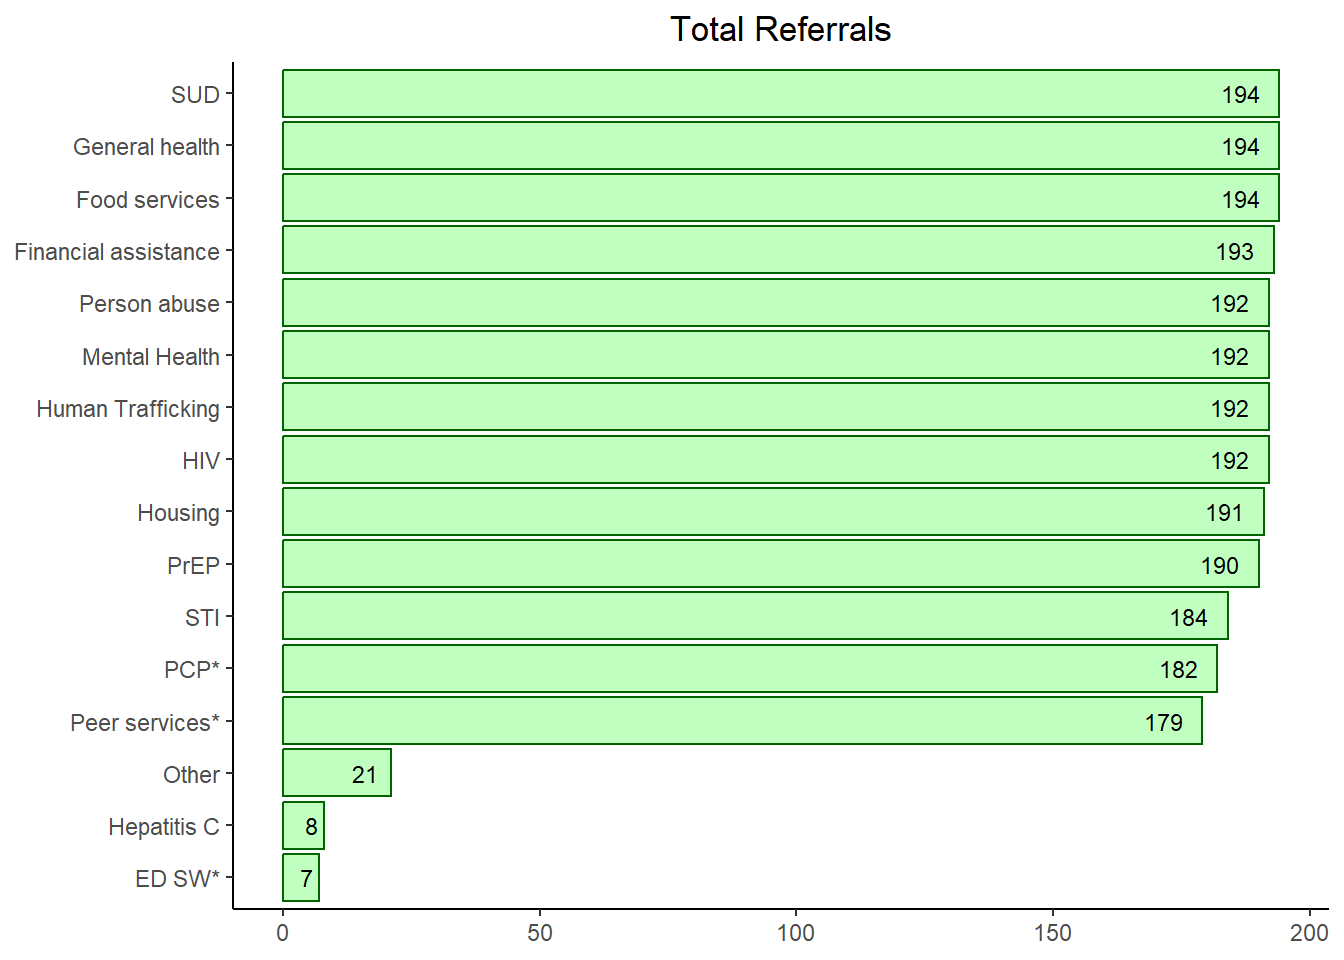 Total Referrals
SUD 194
General health 194
Food services 194
Financial assistance 193
Person abuse 192
Mental Health 192
Human Trafficking 192
HIV 192
Housing 191
PrEP 190
STI 184
PCP* 182
Peer services* 179
Other 21
Hepatitis C 8
ED SW* 7
0 50 100 150 200